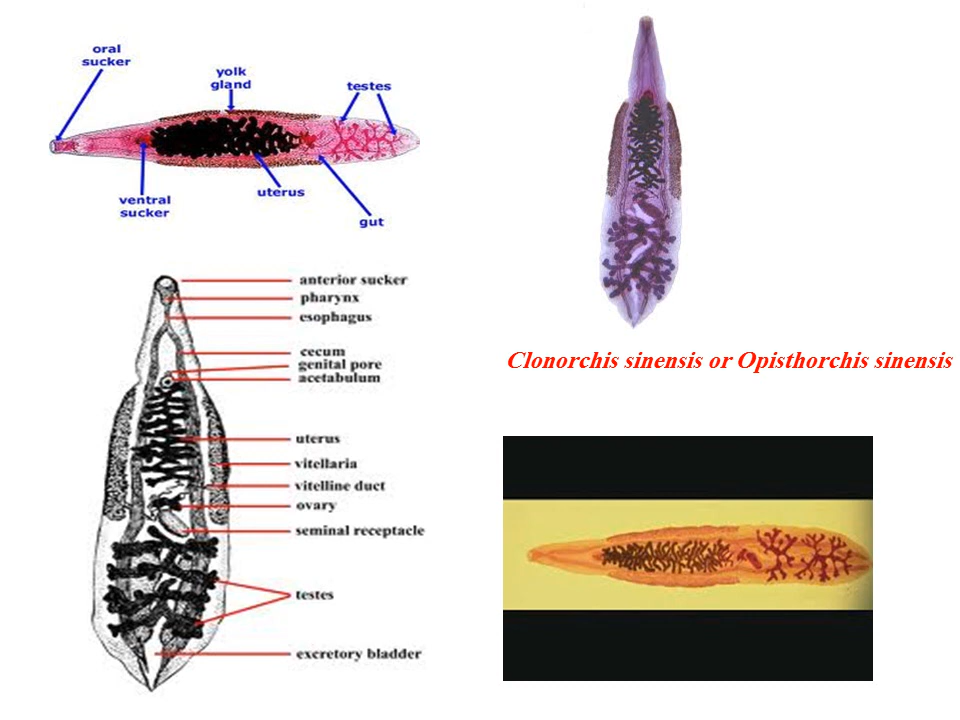 oral
sucker
yolk
gland
testes
ventral
sucker
uterus
gut
anterior sucker
pharynx
esophagus
cecum
genital pore
acetabulum
uterus
vitellaria
vitelline duct
ovary
seminal receptacle
testes
excretory bladder
Clonorchis sinensis or Opisthorchis sinensis